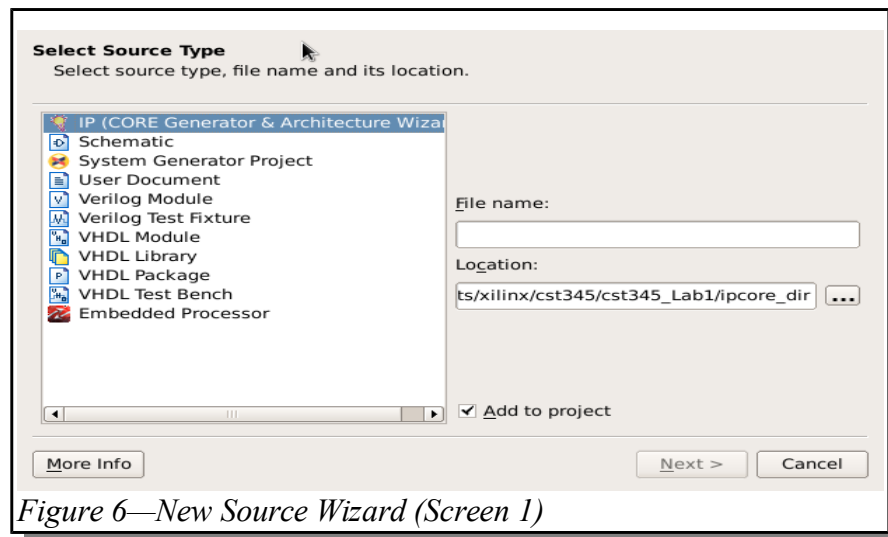 Select Source Type
Select source type, file name and its location.
IP (CORE Generator & Architecture Wizar
Schematic
System Generator Project
User Document
Verilog Module
Verilog Test Fixture
VHDL Module
VHDL Library
VHDL Package
VHDL Test Bench
Embedded Processor
File name:
Location:
ts/xilinx/cst345/cst345_Lab1/ipcore_dir
...
Add to project
More Info
Next >
Cancel
Figure 6—New Source Wizard (Screen 1)